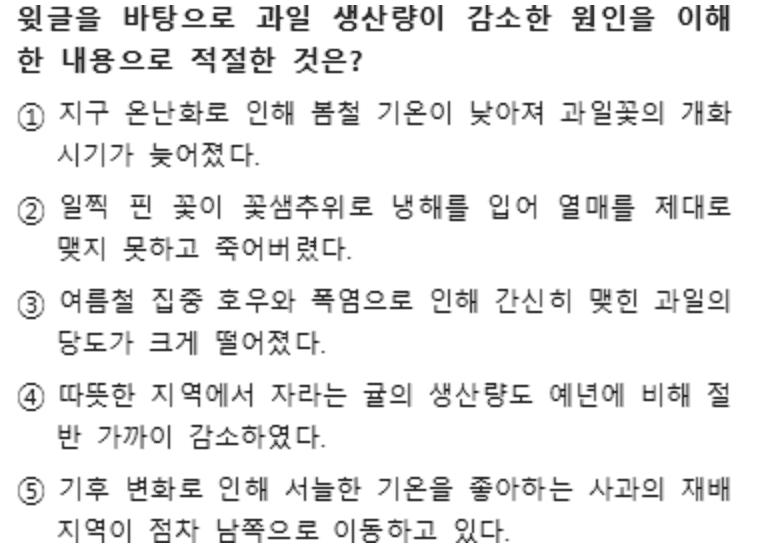 윗글을 바탕으로 과일 생산량이 감소한 원인을 이해
한 내용으로 적절한 것은?
① 지구 온난화로 인해 봄철 기온이 낮아져 과일꽃의 개화
시기가 늦어졌다.
② 일찍 핀 꽃이 꽃샘추위로 냉해를 입어 열매를 제대로
맺지 못하고 죽어버렸다.
③ 여름철 집중 호우와 폭염으로 인해 간신히 맺힌 과일의
당도가 크게 떨어졌다.
④ 따뜻한 지역에서 자라는 귤의 생산량도 예년에 비해 절
반 가까이 감소하였다.
⑤ 기후 변화로 인해 서늘한 기온을 좋아하는 사과의 재배
지역이 점차 남쪽으로 이동하고 있다.